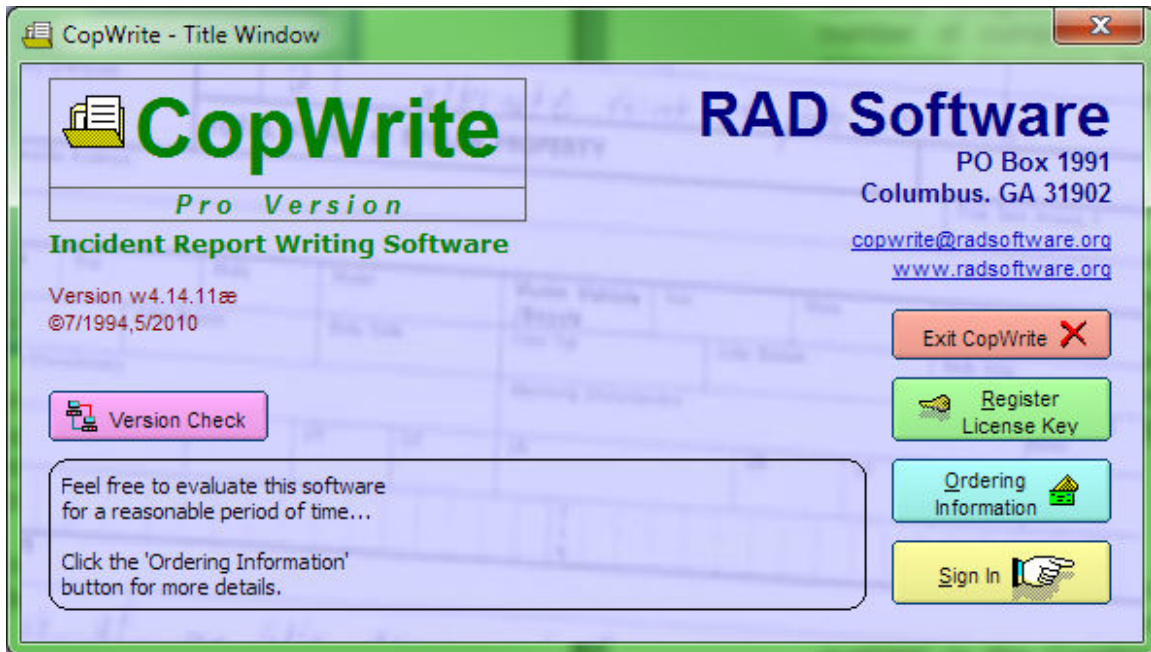 CopWrite - Title Window
CopWrite
Pro Version
Incident Report Writing Software
Version w4.14.11æ
©7/1994,5/2010
RAD Software
PO Box 1991
Columbus. GA 31902
copwrite@radsoftware.org
www.radsoftware.org
PROPERTY
Exit CopWrite
Register
License Key
Version Check
Ordering
Information
Sign In
Feel free to evaluate this software
for a reasonable period of time...
Click the 'Ordering Information'
button for more details.